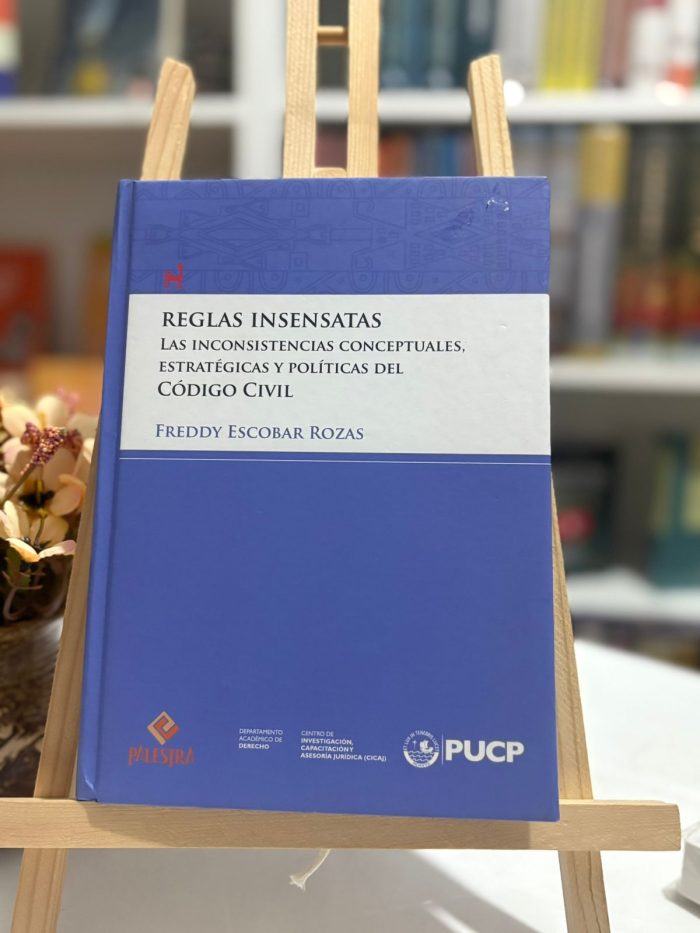 REGLAS INSENSATAS
LAS INCONSISTENCIAS CONCEPTUALES,
ESTRATÉGICAS Y POLÍTICAS DEL
CÓDIGO CIVIL
FREDDY ESCOBAR ROZAS
PALESTRA
DEPARTAMENTO
ACADÉMICO DE
DERECHO
CENTRO DE
INVESTIGACIÓN,
CAPACITACIÓN Y
ASESORÍA JURÍDICA (CICAJ)
PUCP